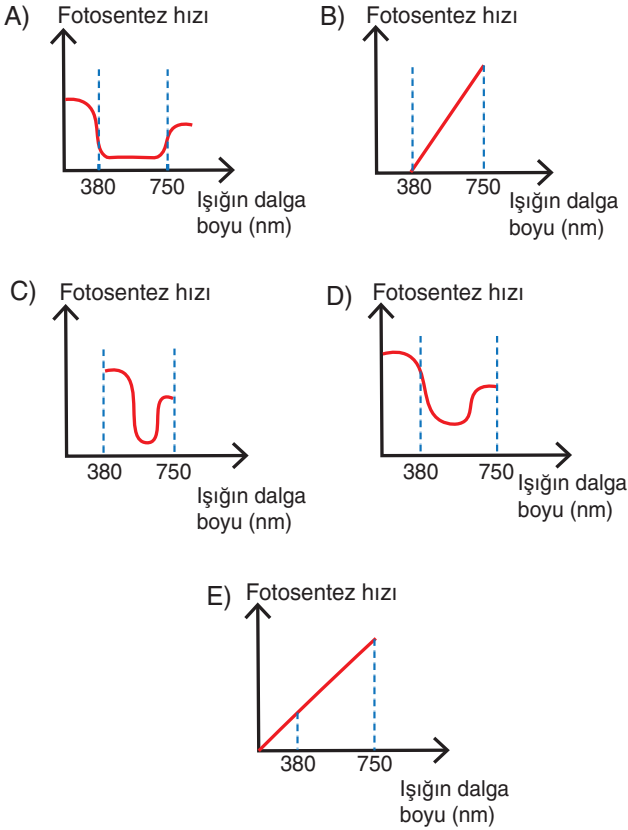 A) Fotosentez hızı
380 750
Işığın dalga
boyu (nm)
B) Fotosentez hızı
380 750
Işığın dalga
boyu (nm)
C) Fotosentez hızı
380 750
Işığın dalga
boyu (nm)
D) Fotosentez hızı
380 750
Işığın dalga
boyu (nm)
E) Fotosentez hızı
380 750
Işığın dalga
boyu (nm)